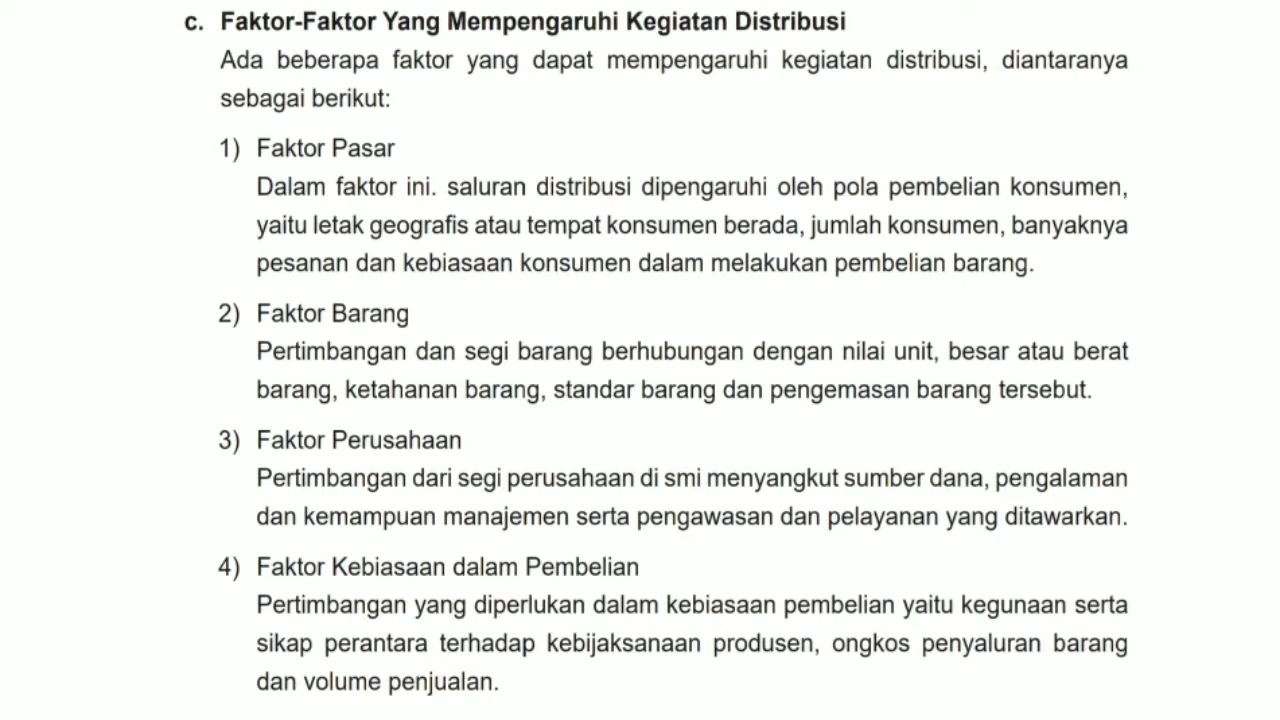 c. Faktor-Faktor Yang Mempengaruhi Kegiatan Distribusi
Ada beberapa faktor yang dapat mempengaruhi kegiatan distribusi, diantaranya
sebagai berikut:
1) Faktor Pasar
Dalam faktor ini. saluran distribusi dipengaruhi oleh pola pembelian konsumen,
yaitu letak geografis atau tempat konsumen berada, jumlah konsumen, banyaknya
pesanan dan kebiasaan konsumen dalam melakukan pembelian barang.
2) Faktor Barang
Pertimbangan dan segi barang berhubungan dengan nilai unit, besar atau berat
barang, ketahanan barang, standar barang dan pengemasan barang tersebut.
3) Faktor Perusahaan
Pertimbangan dari segi perusahaan di smi menyangkut sumber dana, pengalaman
dan kemampuan manajemen serta pengawasan dan pelayanan yang ditawarkan.
4) Faktor Kebiasaan dalam Pembelian
Pertimbangan yang diperlukan dalam kebiasaan pembelian yaitu kegunaan serta
sikap perantara terhadap kebijaksanaan produsen, ongkos penyaluran barang
dan volume penjualan.